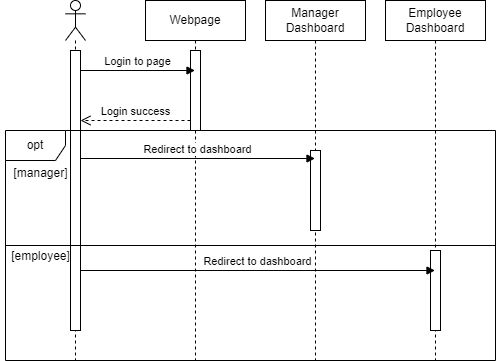 Webpage
Manager
Dashboard
Employee
Dashboard
Login to page
Login success
opt
Redirect to dashboard
[manager]
[employee]
Redirect to dashboard